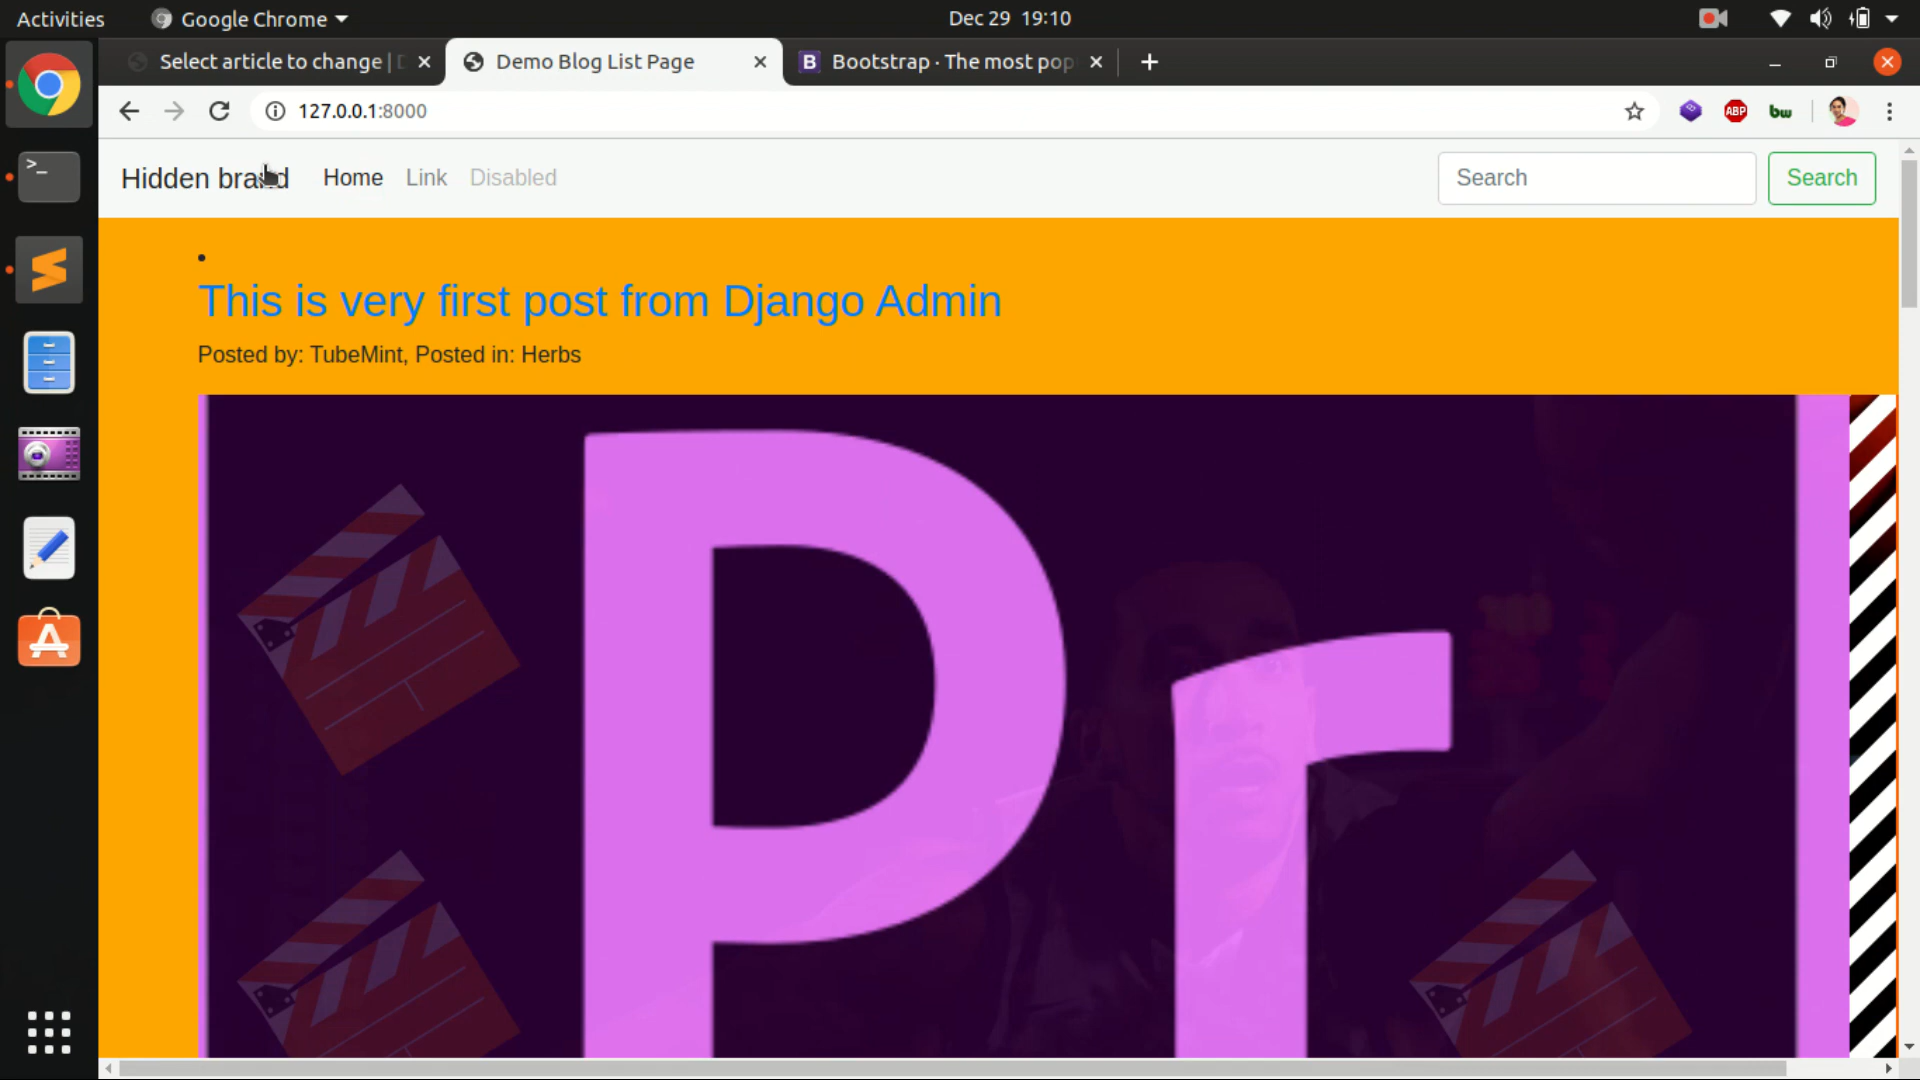 Activities
Google Chrome
Dec 29 19:10
Select article to change | D
Demo Blog List Page
B
Bootstrap · The most pop
127.0.0.1:8000
ABP
bw
Hidden brand
Home
Link
Disabled
Search
Search
This is very first post from Django Admin
Posted by: TubeMint, Posted in: Herbs
Pr